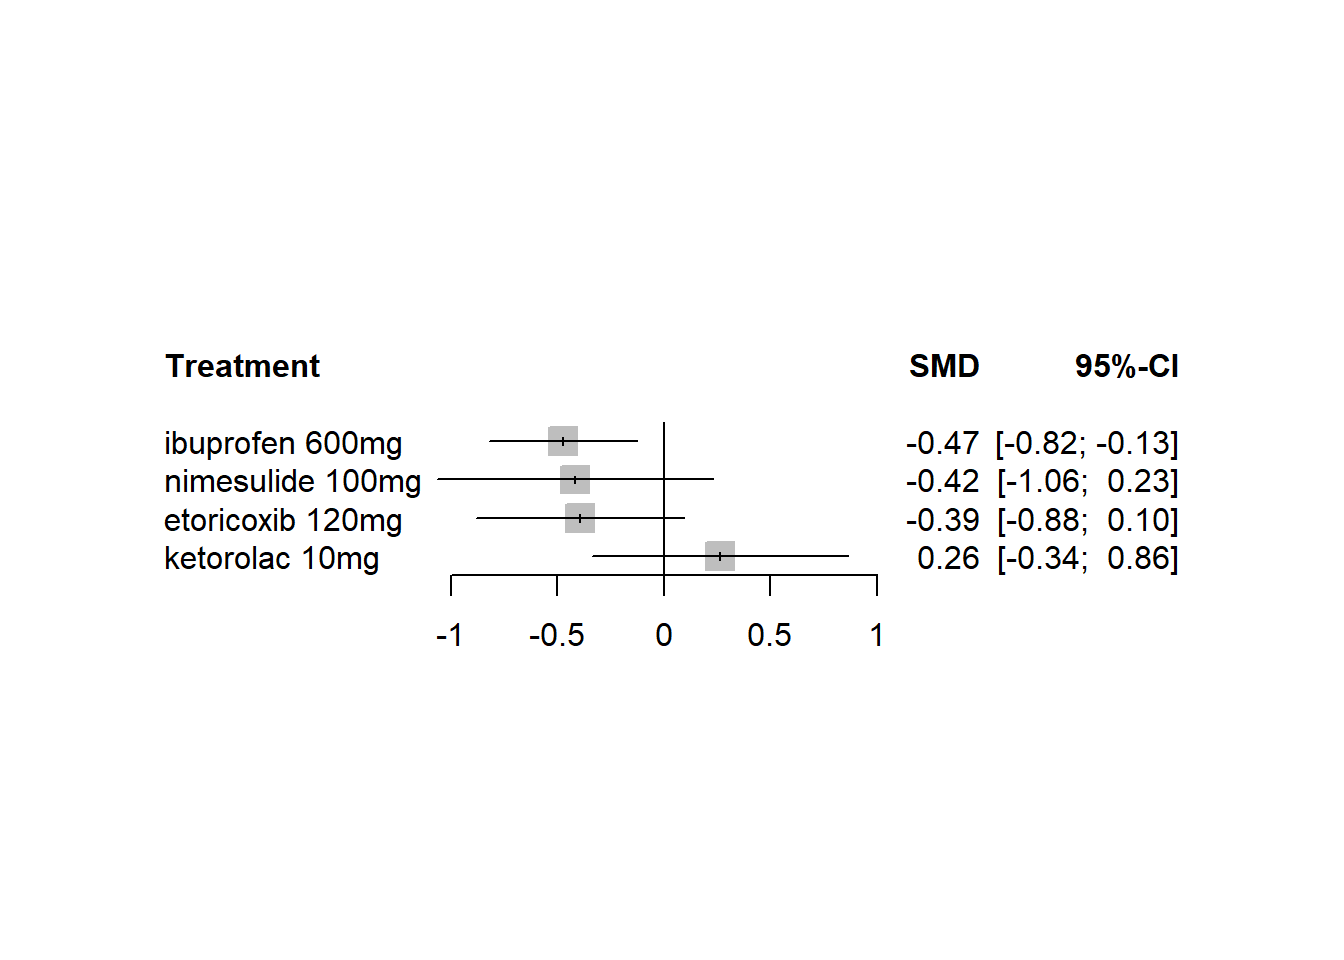 Treatment SMD 95%-CI
ibuprofen 600mg -0.47 [-0.82; -0.13]
nimesulide 100mg -0.42 [-1.06; 0.23]
etoricoxib 120mg -0.39 [-0.88; 0.10]
ketorolac 10mg 0.26 [-0.34; 0.86]
-1 -0.5 0 0.5 1